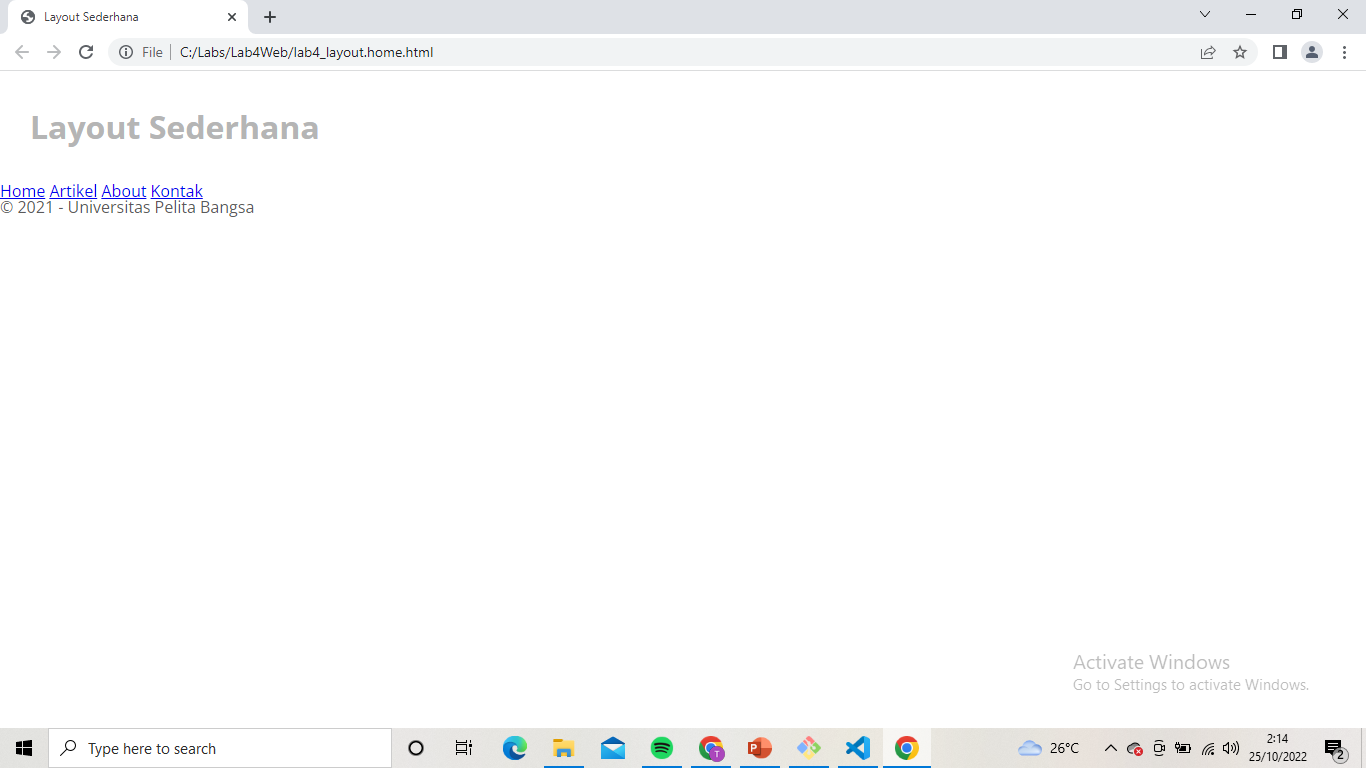 Layout Sederhana
File C:/Labs/Lab4Web/lab4_layout.home.html
Layout Sederhana
Home Artikel About Kontak
© 2021 - Universitas Pelita Bangsa
Activate Windows
Go to Settings to activate Windows.
Type here to search
T
P
26°C
2:14
25/10/2022
2